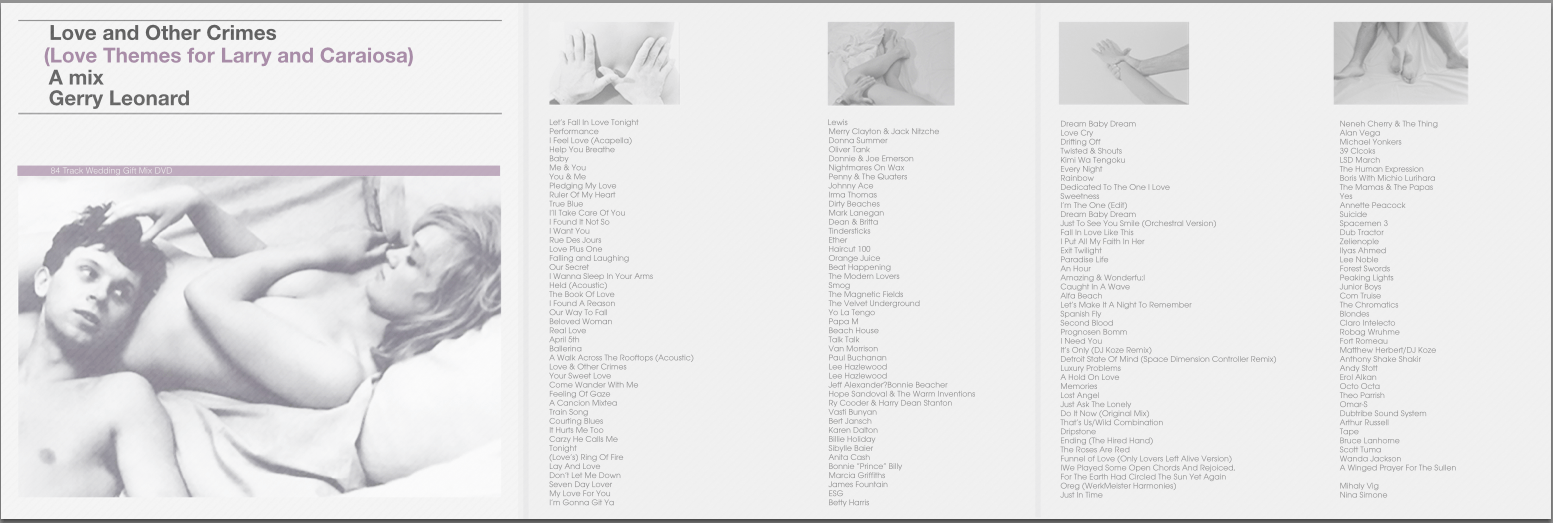 Love and Other Crimes
(Love Themes for Larry and Caraiosa)
A mix
Gerry Leonard
84 Track Wedding Gift Mix DVD
Let's Fall In Love Tonight
Performance
I Feel Love (Acapella)
Help You Breathe
Baby
Me & You
You & Me
Pledging My Love
Ruler Of My Heart
True Blue
I'll Take Care Of You
I Found It Not So
I Want You
Rue Des Jours
Love Plus One
Falling and Laughing
Our Secret
I Wanna Sleep In Your Arms
Held (Acoustic)
The Book Of Love
I Found A Reason
Our Way To Fall
Beloved Woman
Real Love
April 5th
Ballerina
A Walk Across The Rooftops (Acoustic)
Love & Other Crimes
Your Sweet Love
Come Wander With Me
Feeling Of Gaze
A Cancion Mixtea
Train Song
Courting Blues
It Hurts Me Too
Carzy He Calls Me
Tonight
(Love's) Ring Of Fire
Lay And Love
Don't Let Me Down
Seven Day Lover
My Love For You
I'm Gonna Git Ya
Lewis
Merry Clayton & Jack Nitzche
Donna Summer
Oliver Tank
Donnie & Joe Emerson
Nightmares On Wax
Penny & The Quaters
Johnny Ace
Irma Thomas
Dirty Beaches
Mark Lanegan
Dean & Britta
Tindersticks
Ether
Haircut 100
Orange Juice
Beat Happening
The Modern Lovers
Smog
The Magnetic Fields
The Velvet Underground
Yo La Tengo
Papa M
Beach House
Talk Talk
Van Morrison
Paul Buchanan
Lee Hazlewood
Lee Hazlewood
Jeff Alexander?Bonnie Beacher
Hope Sandoval & The Warm Inventions
Ry Cooder & Harry Dean Stanton
Vasti Bunyan
Bert Jansch
Karen Dalton
Billie Holiday
Sibylle Baier
Anita Cash
Bonnie "Prince" Billy
Marcia Griffiths
James Fountain
ESG
Betty Harris
Dream Baby Dream
Love Cry
Drifting Off
Twisted & Shouts
Kimi Wa Tengoku
Every Night
Rainbow
Dedicated To The One I Love
Sweetness
I'm The One (Edit)
Dream Baby Dream
Just To See You Smile (Orchestral Version)
Fall In Love Like This
I Put All My Faith In Her
Exit Twilight
Paradise Life
An Hour
Amazing & Wonderful
Caught In A Wave
Alfa Beach
Let's Make It A Night To Remember
Spanish Fly
Second Blood
Prognosen Bomm
I Need You
It's Only (DJ Koze Remix)
Detroit State Of Mind (Space Dimension Controller Remix)
Luxury Problems
A Hold On Love
Memories
Lost Angel
Just Ask The Lonely
Do It Now (Original Mix)
That's Us/Wild Combination
Dripstone
Ending (The Hired Hand)
The Roses Are Red
Funnel of Love (Only Lovers Left Alive Version)
IWe Played Some Open Chords And Rejoiced,
For The Earth Had Circled The Sun Yet Again
Oreg (WerkMeister Harmonies)
Just In Time
Neneh Cherry & The Thing
Alan Vega
Michael Yonkers
39 Clooks
LSD March
The Human Expression
Boris With Michio Lurihara
The Mamas & The Papas
Yes
Annette Peacock
Suicide
Spacemen 3
Dub Tractor
Zelienople
Ilyas Ahmed
Lee Noble
Forest Swords
Peaking Lights
Junior Boys
Com Truise
The Chromatics
Blondes
Claro Intelecto
Robag Wruhme
Fort Romeau
Matthew Herbert/DJ Koze
Anthony Shake Shakir
Andy Stott
Erol Alkan
Octo Octa
Theo Parrish
Omar-S
Dubtribe Sound System
Arthur Russell
Tape
Bruce Lanhorne
Scott Tuma
Wanda Jackson
A Winged Prayer For The Sullen
Mihaly Vig
Nina Simone